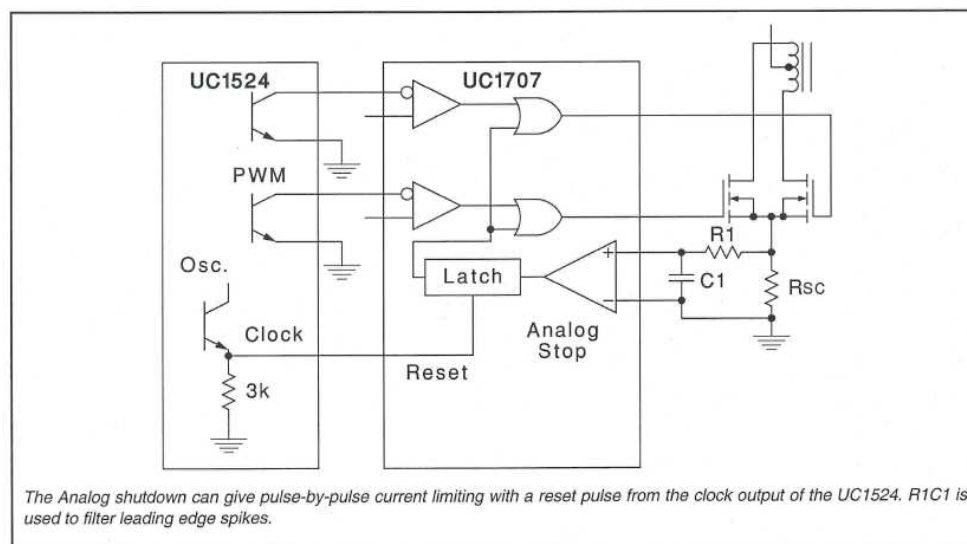 UC1524
UC1707
PWM
R1
Osc.
Latch
+
C1
RSC
−
Clock
Analog
Stop
Reset
3k
The Analog shutdown can give pulse-by-pulse current limiting with a reset pulse from the clock output of the UC1524. R1C1 is
used to filter leading edge spikes.